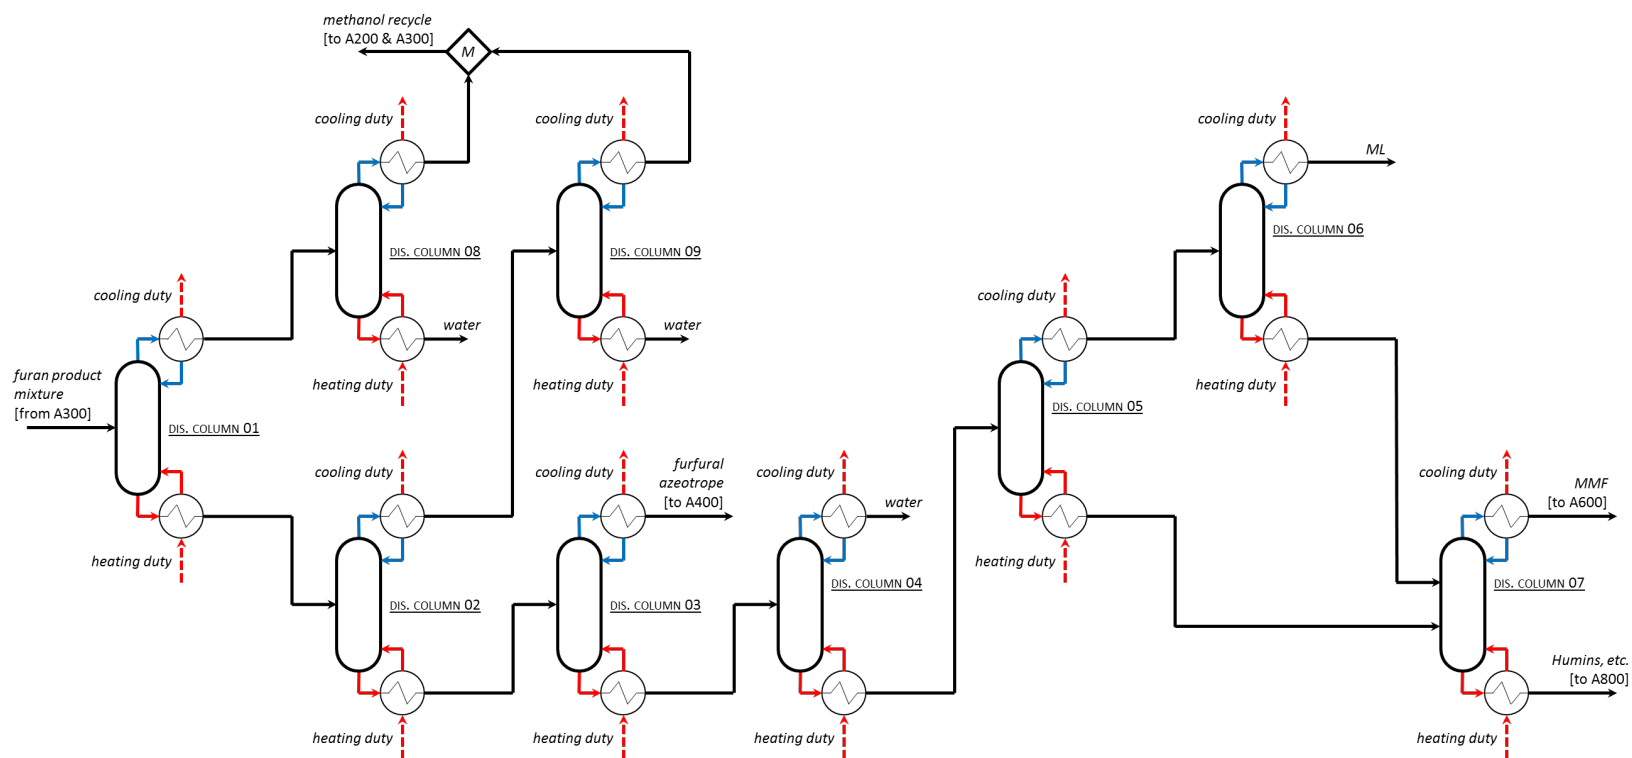 methanol recycle
[to A200 & A300]
M
cooling duty
cooling duty
cooling duty
ML
DIS. COLUMN 08
DIS. COLUMN 09
DIS. COLUMN 06
cooling duty
cooling duty
water
water
furan product
mixture
[from A300]
heating duty
heating duty
heating duty
DIS. COLUMN 01
DIS. COLUMN 05
cooling duty
cooling duty
furfural
azeotrope
[to A400]
cooling duty
water
cooling duty
MMF
[to A600]
heating duty
heating duty
DIS. COLUMN 02
DIS. COLUMN 03
DIS. COLUMN 04
DIS. COLUMN 07
Humins, etc.
[to A800]
heating duty
heating duty
heating duty
heating duty